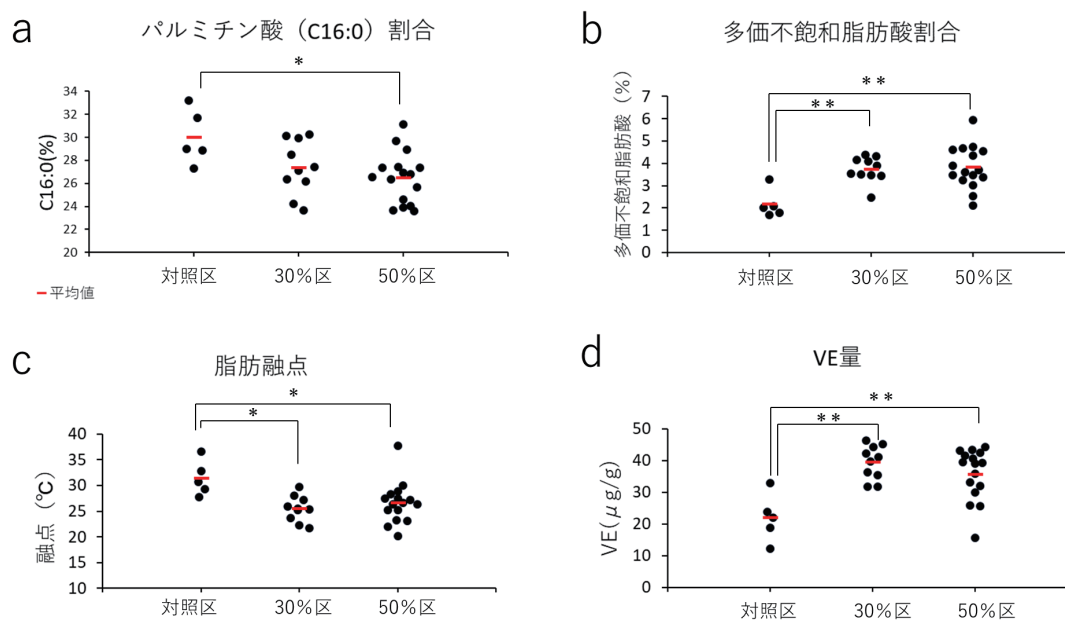 a
パルミチン酸（C16:0）割合
*
C16:0(%)
34
32
30
28
26
24
22
20
対照区
30%区
50%区
平均値
b
多価不飽和脂肪酸割合
**
**
多価不飽和脂肪酸（%）
7
6
5
4
3
2
1
0
対照区
30%区
50%区
c
脂肪融点
*
*
融点（℃）
40
35
30
25
20
15
10
対照区
30%区
50%区
d
VE量
**
**
VE(μg/g)
50
40
30
20
10
0
対照区
30%区
50%区